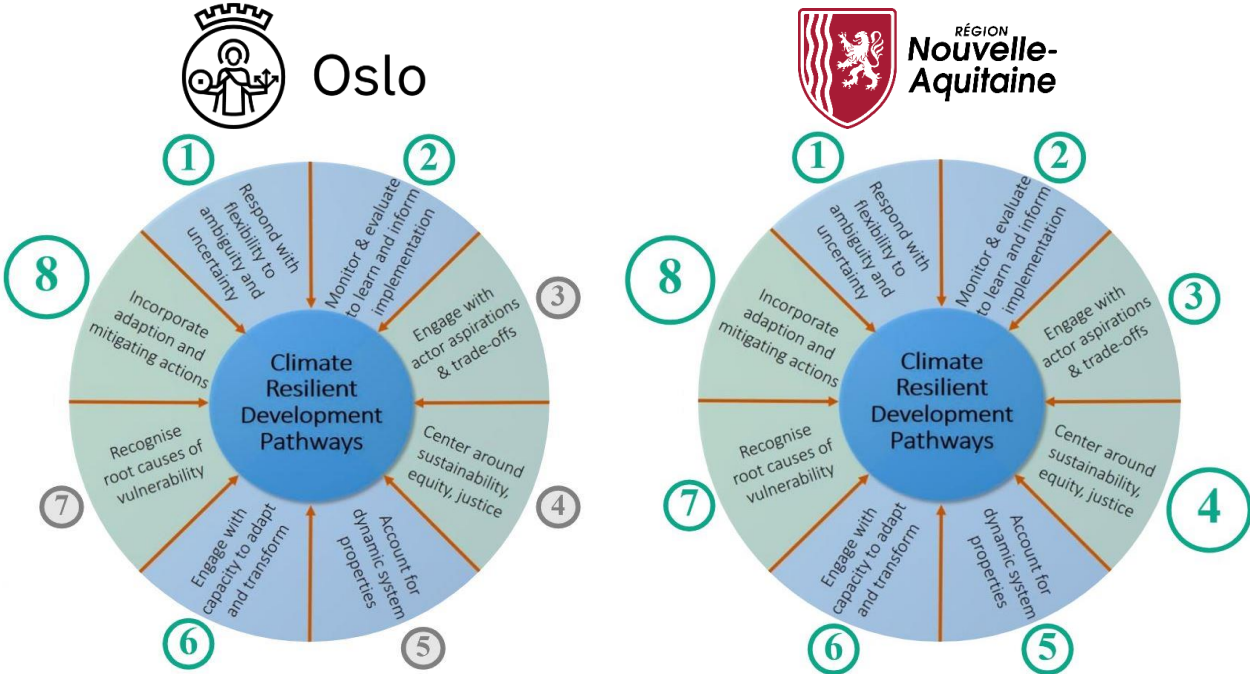 Oslo
1
2
3
4
5
6
7
8
Respond with
flexibility to
ambiguity and
uncertainty
Monitor & evaluate
to learn and inform
implementation
Engage with
actor aspirations
& trade-offs
Center around
sustainability,
equity, justice
Account for
dynamic system
properties
Engage with
capacity to adapt
and transform
Recognise
root causes of
vulnerability
Incorporate
adaption and
mitigating actions
Climate
Resilient
Development
Pathways
RÉGION
Nouvelle-
Aquitaine
1
2
3
4
5
6
7
8
Respond with
flexibility to
ambiguity and
uncertainty
Monitor & evaluate
to learn and inform
implementation
Engage with
actor aspirations
& trade-offs
Center around
sustainability,
equity, justice
Account for
dynamic system
properties
Engage with
capacity to adapt
and transform
Recognise
root causes of
vulnerability
Incorporate
adaption and
mitigating actions
Climate
Resilient
Development
Pathways